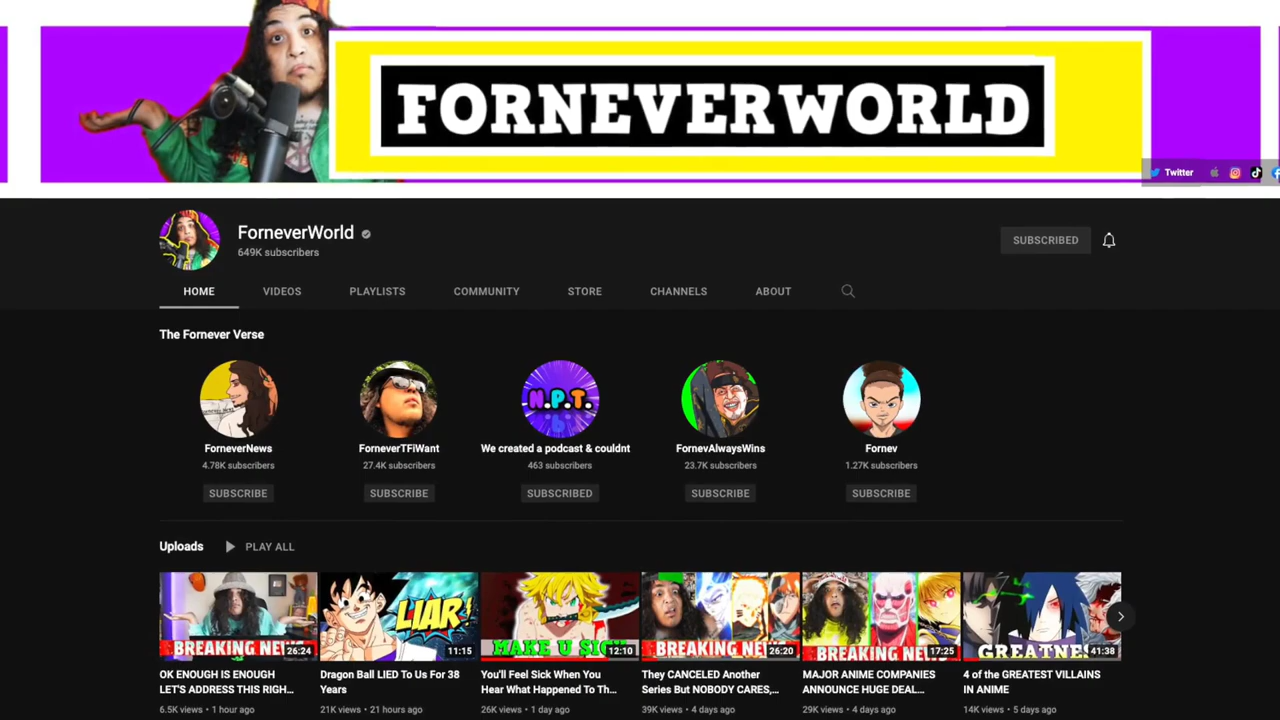 FORNEVERWORLD
Twitter
ForneverWorld
649K subscribers
SUBSCRIBED
HOME VIDEOS PLAYLISTS COMMUNITY STORE CHANNELS ABOUT
The Fornever Verse
N.P.T.
ForneverNews ForneverTFiWant We created a podcast & couldnt FornevAlwaysWins Fornev
4.78K subscribers 27.4K subscribers 463 subscribers 23.7K subscribers 1.27K subscribers
SUBSCRIBE SUBSCRIBE SUBSCRIBED SUBSCRIBE SUBSCRIBE
Uploads PLAY ALL
LIAR!
BREAKING NEW 26:24 11:15 MAKE U SICK 12:10 BREAKING NE 26:20 BREAKING NEW 17:25 GREATNES 41:38
OK ENOUGH IS ENOUGH Dragon Ball LIED To Us For 38 You'll Feel Sick When You They CANCELED Another MAJOR ANIME COMPANIES 4 of the GREATEST VILLAINS
LET'S ADDRESS THIS RIGH... Years Hear What Happened To Th... Series But NOBODY CARES,... ANNOUNCE HUGE DEAL... IN ANIME
6.5K views • 1 hour ago 21K views • 21 hours ago 26K views • 1 day ago 39K views • 4 days ago 29K views • 4 days ago 14K views • 5 days ago